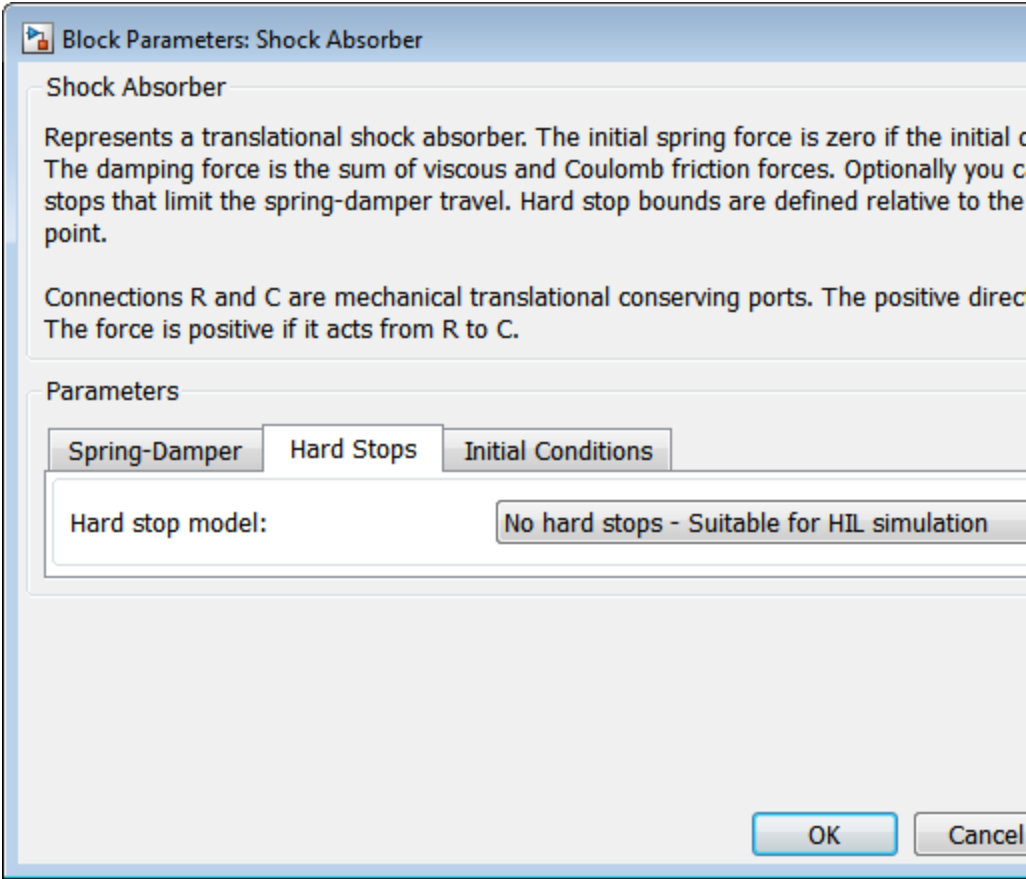 Block Parameters: Shock Absorber
Shock Absorber
Represents a translational shock absorber. The initial spring force is zero if the initial
The damping force is the sum of viscous and Coulomb friction forces. Optionally you
stops that limit the spring-damper travel. Hard stop bounds are defined relative to the
point.
Connections R and C are mechanical translational conserving ports. The positive
The force is positive if it acts from R to C.
Parameters
Spring-Damper Hard Stops Initial Conditions
Hard stop model: No hard stops - Suitable for HIL simulation
OK Cancel